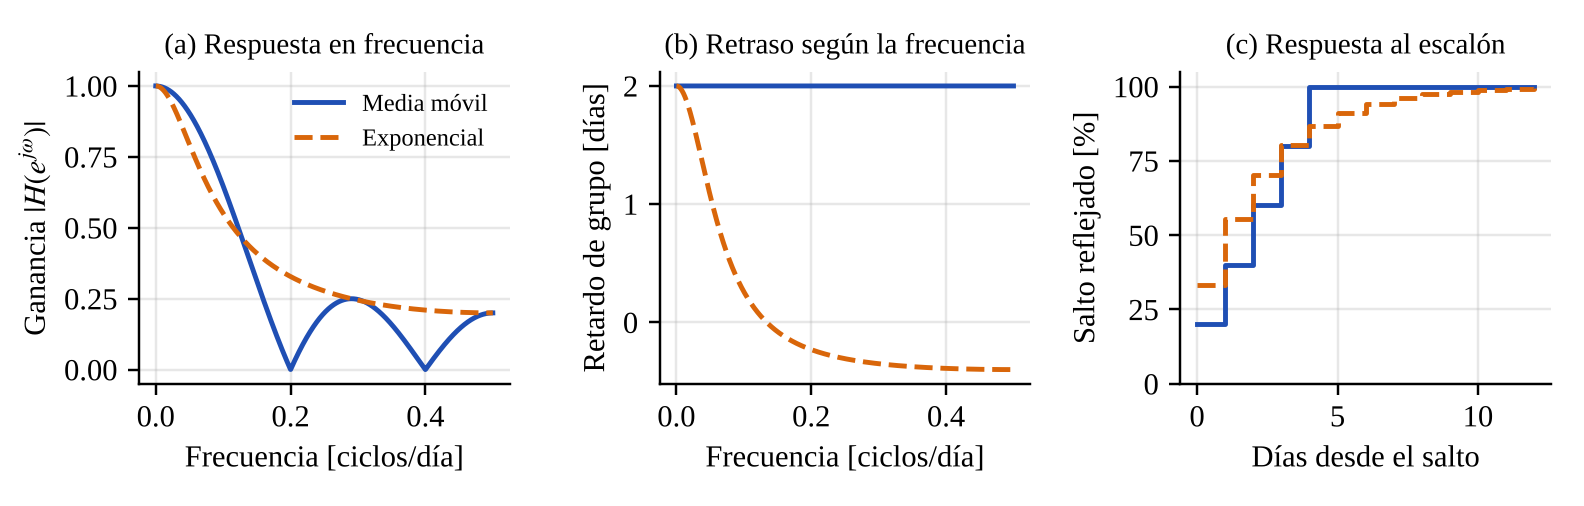 (a) Respuesta en frecuencia
Ganancia |H(e^{jω})|
1.00
0.75
0.50
0.25
0.00
Media móvil
Exponencial
0.0 0.2 0.4
Frecuencia [ciclos/día]
(b) Retraso según la frecuencia
Retardo de grupo [días]
2
1
0
0.0 0.2 0.4
Frecuencia [ciclos/día]
(c) Respuesta al escalón
Salto reflejado [%]
100
75
50
25
0
0 5 10
Días desde el salto